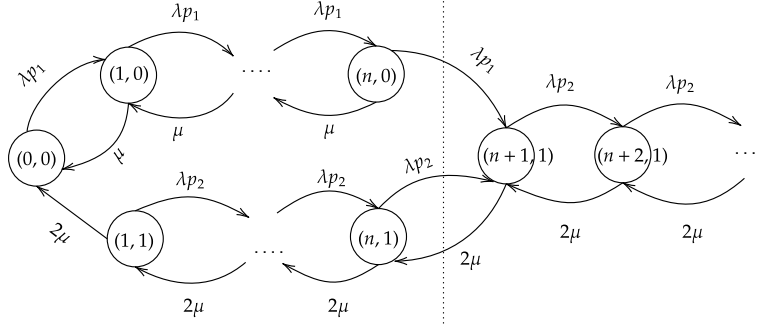 λp₁ λp₁
λp₁ (1, 0) ···· (n, 0) λp₁
μ μ λp₂ λp₂
(0, 0) μ (n + 1, 1) (n + 2, 1) ···
λp₂ λp₂ λp₂
2μ (1, 1) ···· (n, 1) 2μ 2μ 2μ
2μ 2μ